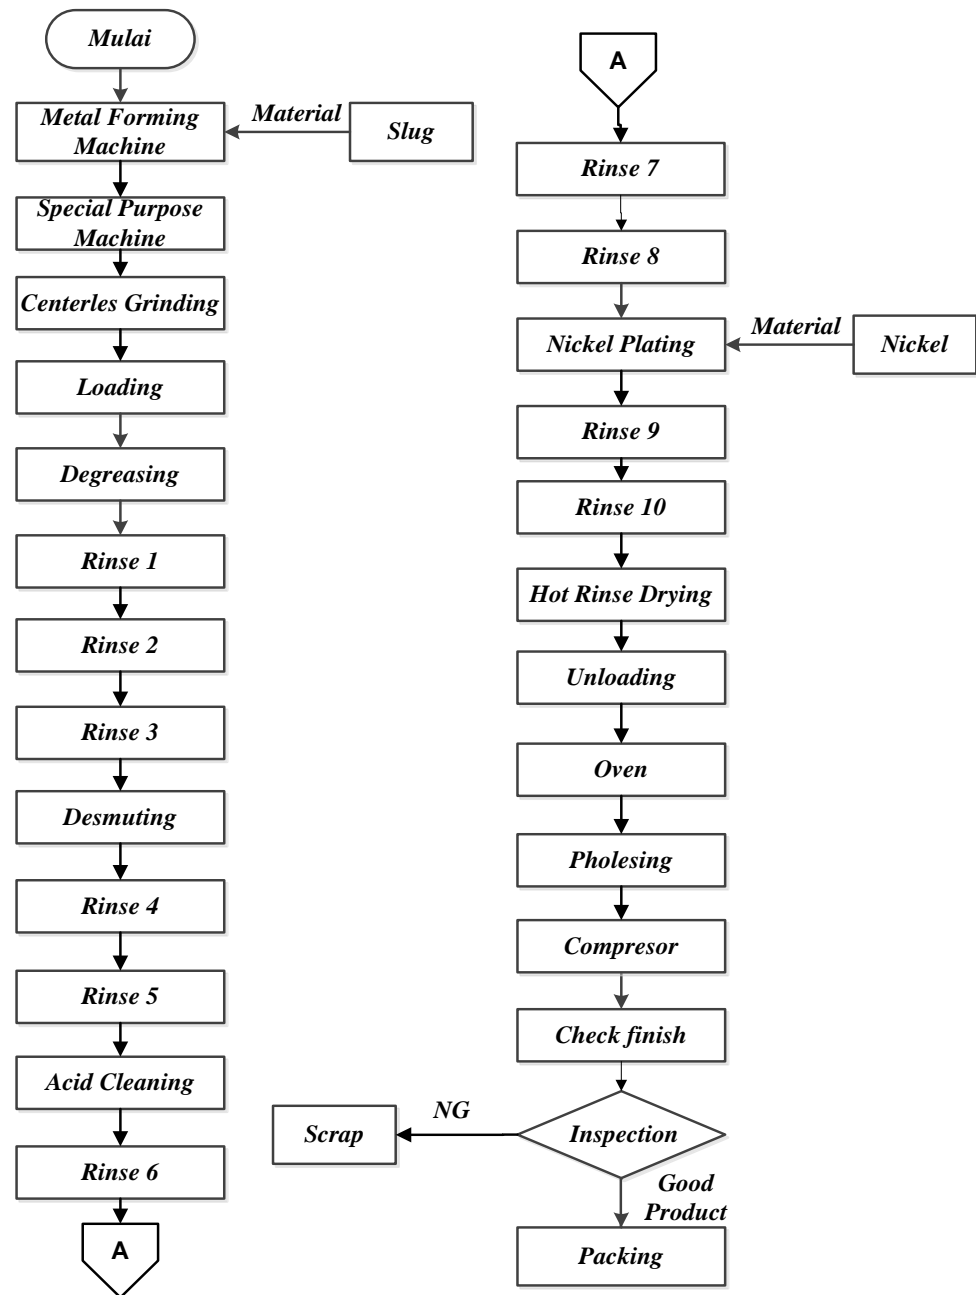 Mulai
Metal Forming
Machine
Material
Slug
Special Purpose
Machine
Centerles Grinding
Loading
Degreasing
Rinse 1
Rinse 2
Rinse 3
Desmuting
Rinse 4
Rinse 5
Acid Cleaning
Rinse 6
A
A
Rinse 7
Rinse 8
Nickel Plating
Material
Nickel
Rinse 9
Rinse 10
Hot Rinse Drying
Unloading
Oven
Pholesing
Compresor
Check finish
Inspection
NG
Scrap
Good
Product
Packing